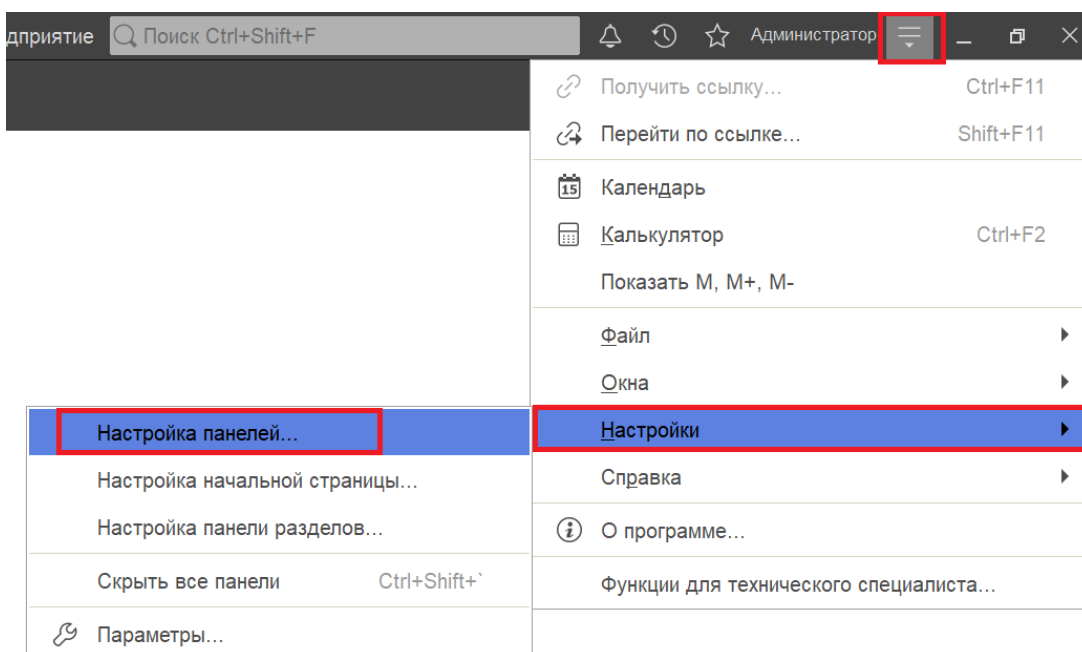 дприятие Поиск Ctrl+Shift+F Администратор
Получить ссылку... Ctrl+F11
Перейти по ссылке... Shift+F11
15 Календарь
Калькулятор Ctrl+F2
Показать M, M+, M-
Файл
Окна
Настройки
Справка
О программе...
Функции для технического специалиста...
Настройка панелей...
Настройка начальной страницы...
Настройка панели разделов...
Скрыть все панели Ctrl+Shift+`
Параметры...